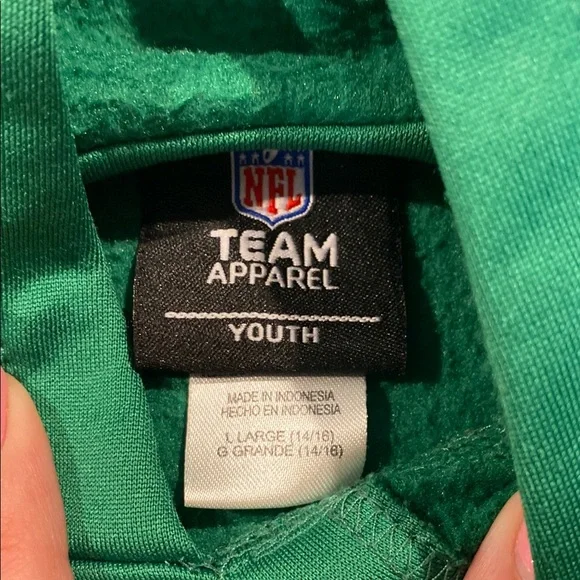 NFL
TEAM
APPAREL
YOUTH
MADE IN INDONESIA
HECHO EN INDONESIA
L LARGE (14/16)
G GRANDE (14/16)